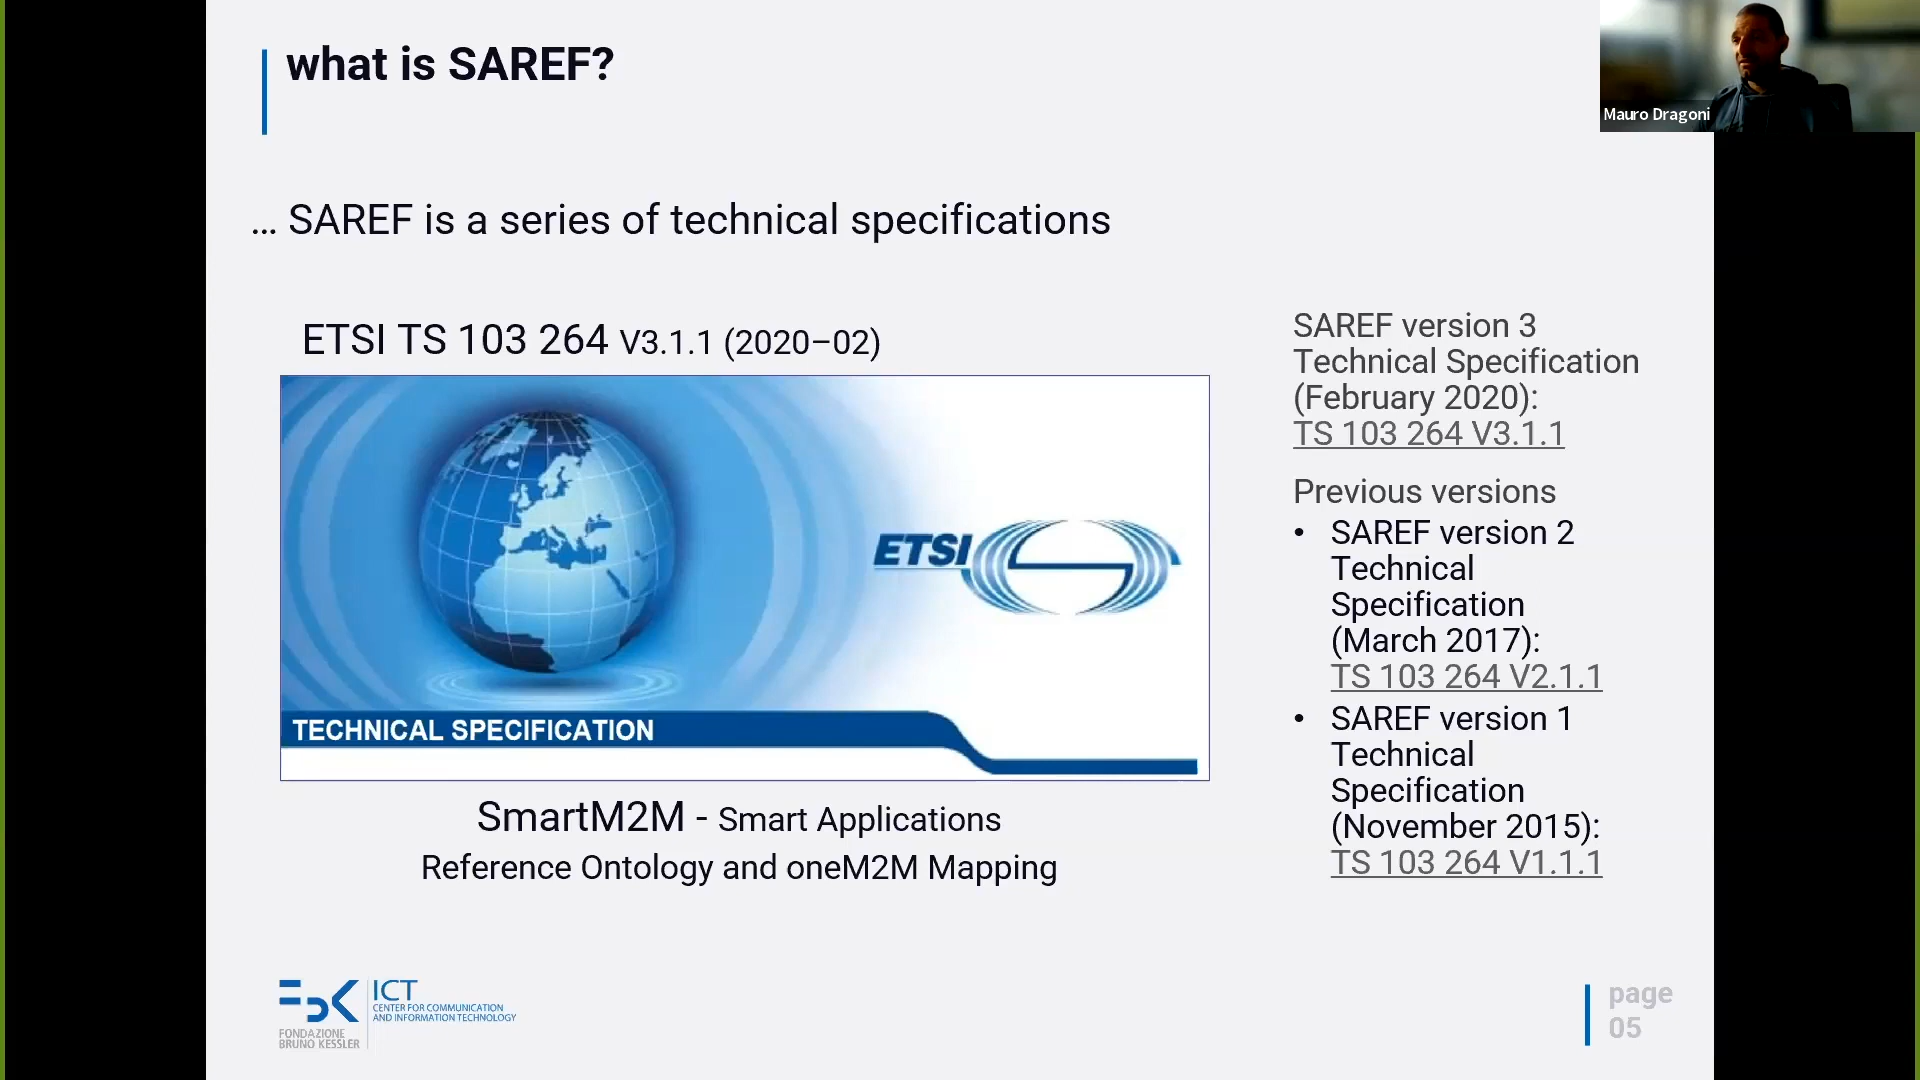 what is SAREF?
Mauro Dragoni
... SAREF is a series of technical specifications
ETSI TS 103 264 V3.1.1 (2020–02)
ETSI
TECHNICAL SPECIFICATION
SmartM2M - Smart Applications
Reference Ontology and oneM2M Mapping
SAREF version 3
Technical Specification
(February 2020):
TS 103 264 V3.1.1
Previous versions
• SAREF version 2
Technical
Specification
(March 2017):
TS 103 264 V2.1.1
• SAREF version 1
Technical
Specification
(November 2015):
TS 103 264 V1.1.1
FBK
FONDAZIONE
BRUNO KESSLER
ICT
CENTER FOR COMMUNICATION
AND INFORMATION TECHNOLOGY
page
05